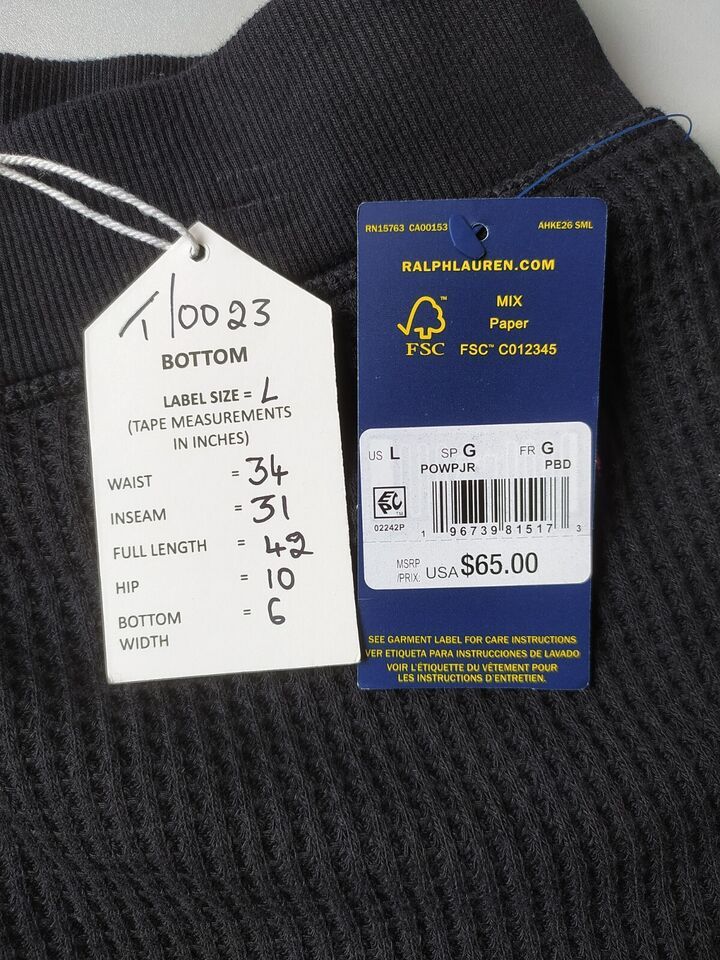 T/0023
BOTTOM
LABEL SIZE = L
(TAPE MEASUREMENTS
IN INCHES)
WAIST = 34
INSEAM = 31
FULL LENGTH = 42
HIP = 10
BOTTOM = 6
WIDTH
RN15763 CA00153 AHKE26 SML
RALPHLAUREN.COM
FSC™
MIX
Paper
FSC™ C012345
US L SP G FR G
POWPJR PBD
EPC™
02242P
1 96739 81517 3
MSRP
/PRIX: USA $65.00
SEE GARMENT LABEL FOR CARE INSTRUCTIONS
VER ETIQUETA PARA INSTRUCCIONES DE LAVADO
VOIR L'ÉTIQUETTE DU VÊTEMENT POUR
LES INSTRUCTIONS D'ENTRETIEN.